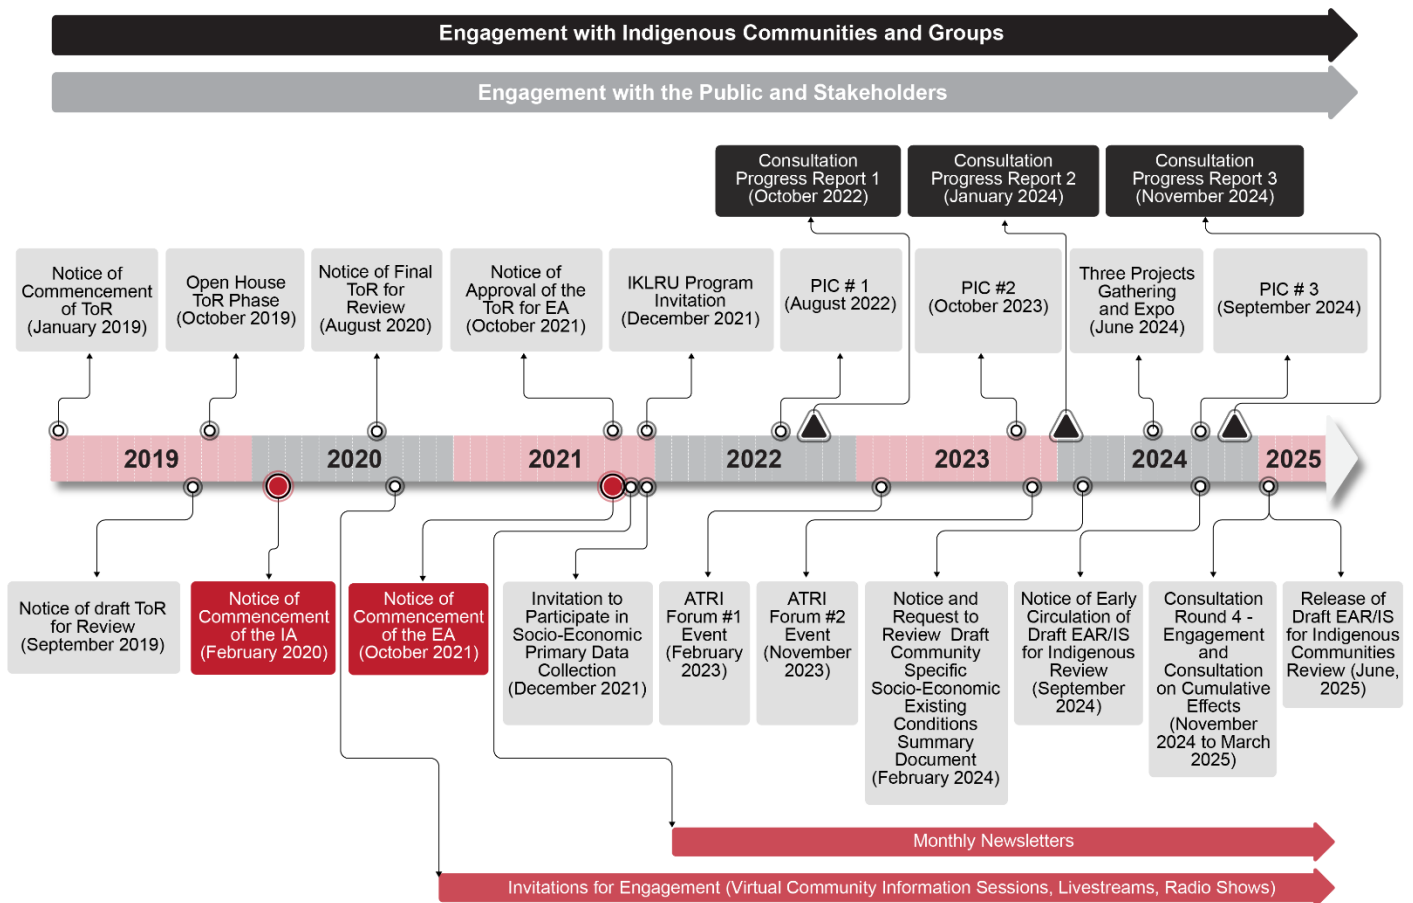 Engagement with Indigenous Communities and Groups
Engagement with the Public and Stakeholders
Consultation
Progress Report 1
(October 2022)
Consultation
Progress Report 2
(January 2024)
Consultation
Progress Report 3
(November 2024)
Notice of
Commencement
of ToR
(January 2019)
Open House
ToR Phase
(October 2019)
Notice of Final
ToR for
Review
(August 2020)
Notice of
Approval of the
ToR for EA
(October 2021)
IKLRU Program
Invitation
(December 2021)
PIC # 1
(August 2022)
PIC #2
(October 2023)
Three Projects
Gathering
and Expo
(June 2024)
PIC # 3
(September 2024)
2019
2020
2021
2022
2023
2024
2025
Notice of draft ToR
for Review
(September 2019)
Notice of
Commencement
of the IA
(February 2020)
Notice of
Commencement
of the EA
(October 2021)
Invitation to
Participate in
Socio-Economic
Primary Data
Collection
(December 2021)
ATRI
Forum #1
Event
(February
2023)
ATRI
Forum #2
Event
(November
2023)
Notice and
Request to
Review Draft
Community
Specific
Socio-Economic
Existing
Conditions
Summary
Document
(February 2024)
Notice of Early
Circulation of
Draft EAR/IS
for Indigenous
Review
(September
2024)
Consultation
Round 4 -
Engagement
and
Consultation
on Cumulative
Effects
(November
2024 to March
2025)
Release of
Draft EAR/IS
for Indigenous
Communities
Review (June,
2025)
Monthly Newsletters
Invitations for Engagement (Virtual Community Information Sessions, Livestreams, Radio Shows)